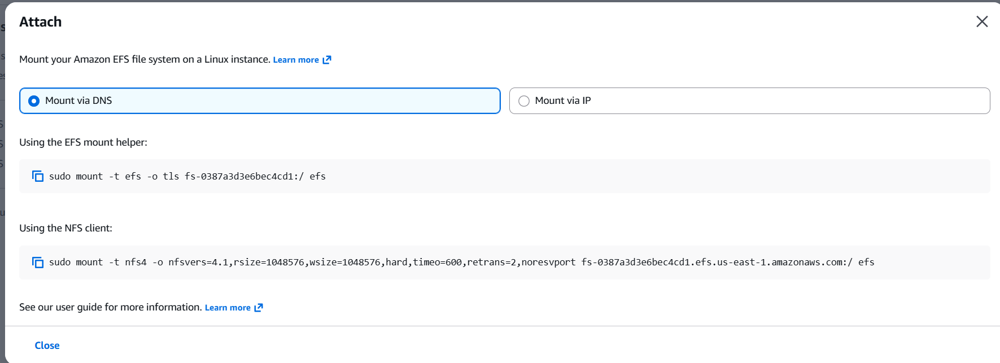 Attach
Mount your Amazon EFS file system on a Linux instance. Learn more
Mount via DNS
Mount via IP
Using the EFS mount helper:
sudo mount -t efs -o tls fs-0387a3d3e6bec4cd1:/ efs
Using the NFS client:
sudo mount -t nfs4 -o nfsvers=4.1,rsize=1048576,wsize=1048576,hard,timeo=600,retrans=2,noresvport fs-0387a3d3e6bec4cd1.efs.us-east-1.amazonaws.com:/ efs
See our user guide for more information. Learn more
Close